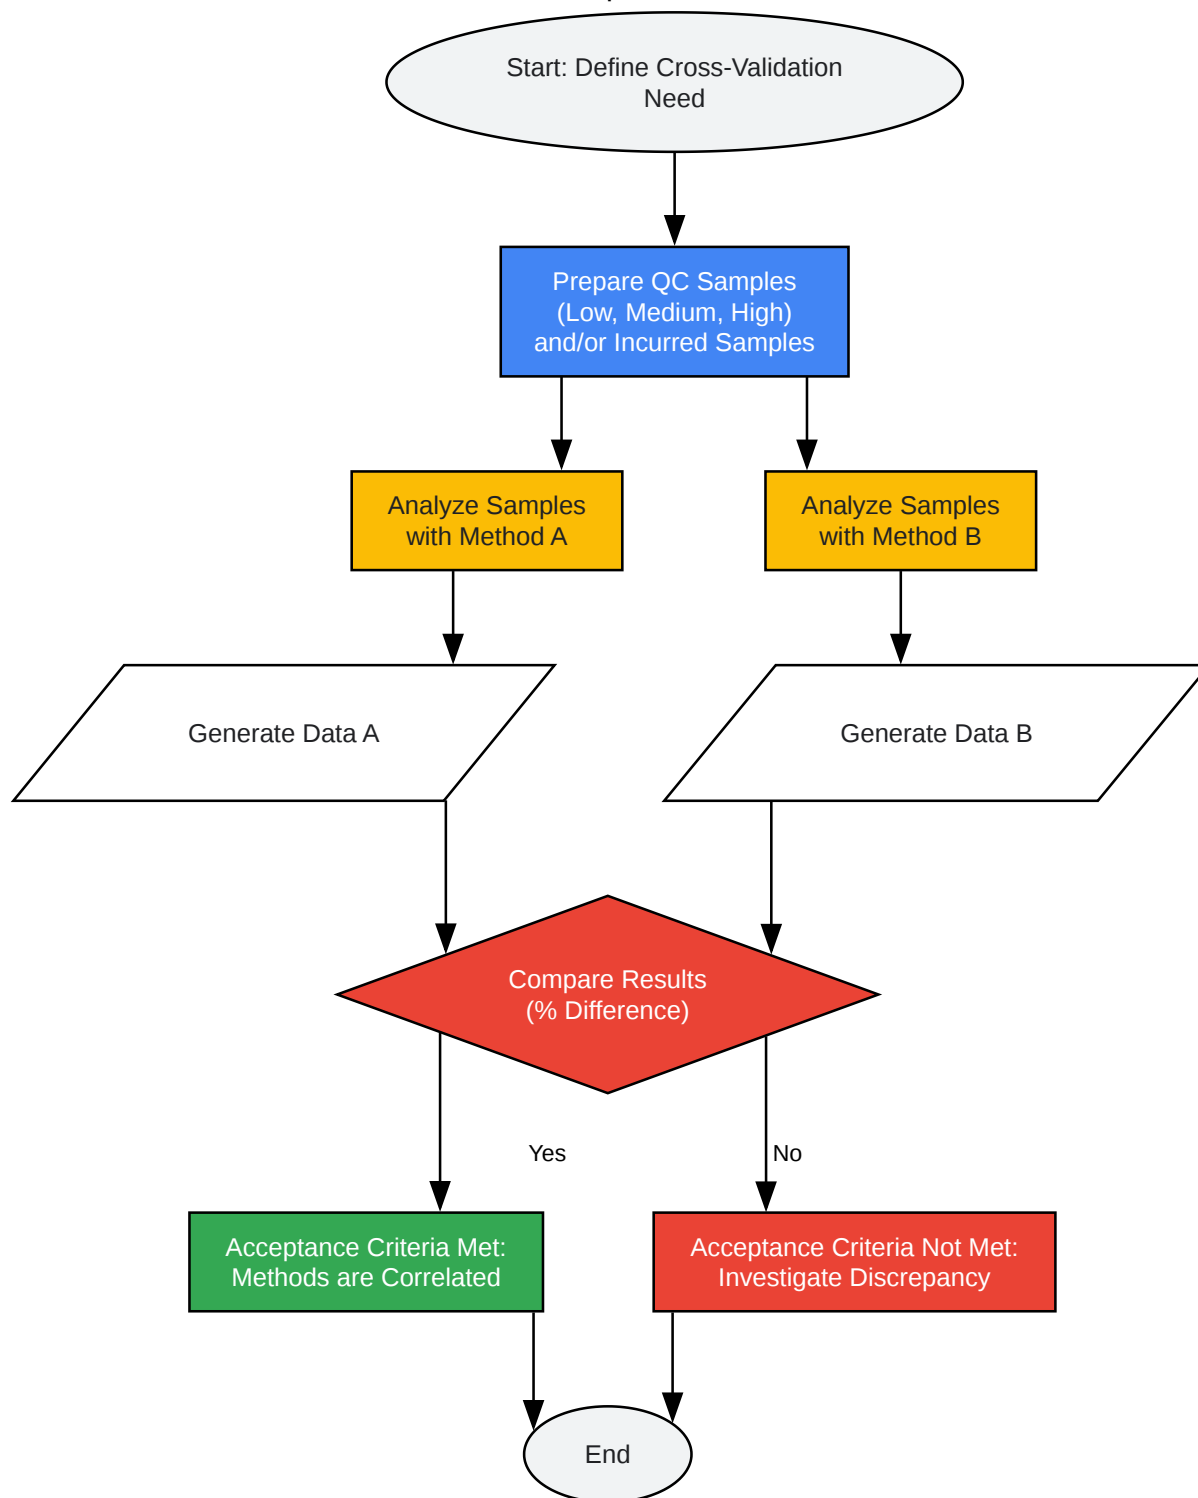 Start: Define Cross-Validation
Need
Prepare QC Samples
(Low, Medium, High)
and/or Incurred Samples
Analyze Samples
with Method A
Analyze Samples
with Method B
Generate Data A
Generate Data B
Compare Results
(% Difference)
Yes
No
Acceptance Criteria Met:
Methods are Correlated
Acceptance Criteria Not Met:
Investigate Discrepancy
End